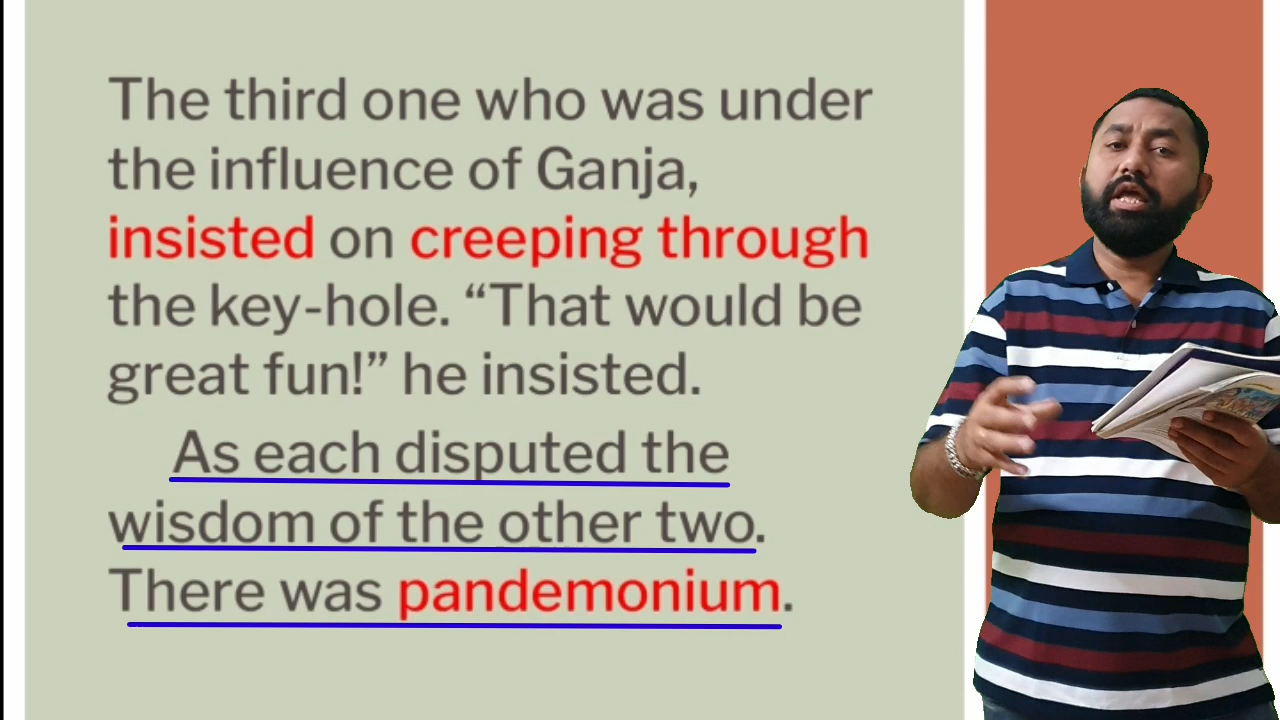 The third one who was under
the influence of Ganja,
insisted on creeping through
the key-hole. “That would be
great fun!” he insisted.
As each disputed the
wisdom of the other two.
There was pandemonium.